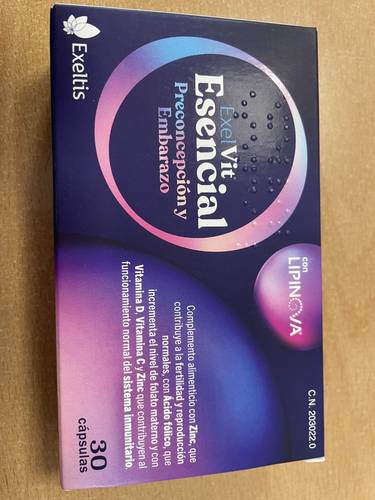 Exeltis
ExelVit
Esencial
Preconcepción y
Embarazo
con
LIPINOVA
Complemento alimenticio con Zinc, que
contribuye a la fertilidad y reproducción
normales, con Ácido fólico, que
incrementa el nivel de folato materno y con
Vitamina D, Vitamina C y Zinc que contribuyen al
funcionamiento normal del sistema inmunitario.
C.N. 203022.0
30
cápsulas